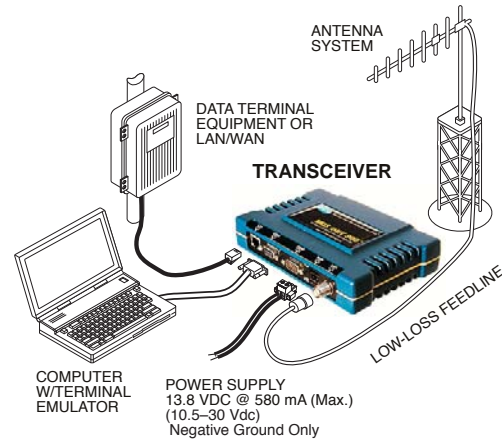 ANTENNA
SYSTEM
DATA TERMINAL
EQUIPMENT OR
LAN/WAN
TRANSCEIVER
LOW-LOSS FEEDLINE
COMPUTER
W/TERMINAL
EMULATOR
POWER SUPPLY
13.8 VDC @ 580 mA (Max.)
(10.5–30 Vdc)
Negative Ground Only